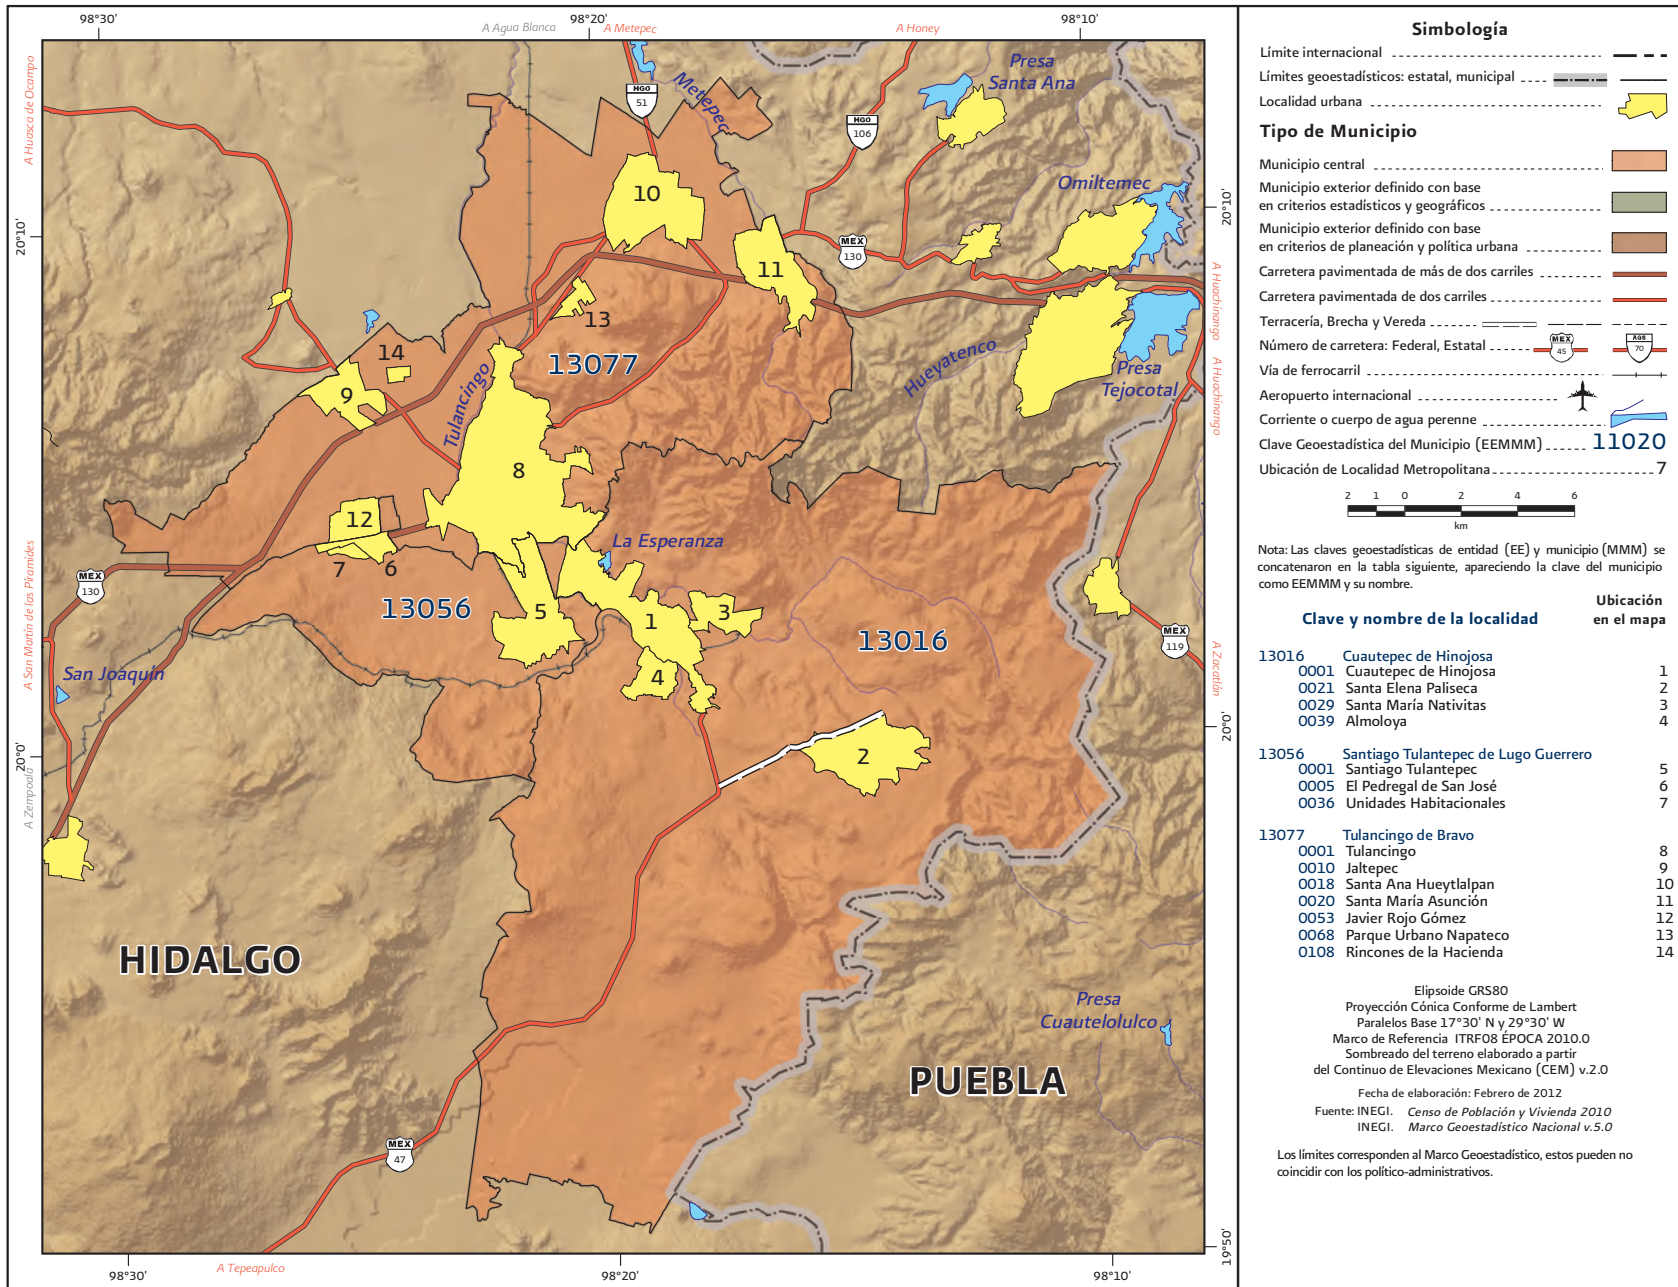 98°30'
98°20'
98°10'
A Agua Blanca
A Metepec
A Honey
A Huasca de Ocampo
20°10'
A San Martín de las Pirámides
20°0'
A Zempoala
Metepec
Presa
Santa Ana
HGO
51
HGO
106
Omiltemec
10
MEX
130
11
13
14
13077
Hueyatenco
Presa
Tejocotal
9
Tulancingo
8
12
La Esperanza
7
6
MEX
130
13056
5
1
3
13016
MEX
119
San Joaquín
4
2
HIDALGO
Presa
Cuautelolulco
PUEBLA
MEX
47
20°10'
A Huachinango
A Huachinango
A Zacatlán
20°0'
19°50'
98°30'
A Tepeapulco
98°20'
98°10'
Simbología
Límite internacional
Límites geoestadísticos: estatal, municipal
Localidad urbana
Tipo de Municipio
Municipio central
Municipio exterior definido con base
en criterios estadísticos y geográficos
Municipio exterior definido con base
en criterios de planeación y política urbana
Carretera pavimentada de más de dos carriles
Carretera pavimentada de dos carriles
Terracería, Brecha y Vereda
Número de carretera: Federal, Estatal MEX 45 AGS 70
Vía de ferrocarril
Aeropuerto internacional
Corriente o cuerpo de agua perenne
Clave Geoestadística del Municipio (EEMMM) 11020
Ubicación de Localidad Metropolitana 7
2 1 0 2 4 6
km
Nota: Las claves geoestadísticas de entidad (EE) y municipio (MMM) se
concatenaron en la tabla siguiente, apareciendo la clave del municipio
como EEMMM y su nombre.
Clave y nombre de la localidad Ubicación
en el mapa
13016 Cuautepec de Hinojosa
0001 Cuautepec de Hinojosa 1
0021 Santa Elena Paliseca 2
0029 Santa María Nativitas 3
0039 Almoloya 4
13056 Santiago Tulantepec de Lugo Guerrero
0001 Santiago Tulantepec 5
0005 El Pedregal de San José 6
0036 Unidades Habitacionales 7
13077 Tulancingo de Bravo
0001 Tulancingo 8
0010 Jaltepec 9
0018 Santa Ana Hueytlalpan 10
0020 Santa María Asunción 11
0053 Javier Rojo Gómez 12
0068 Parque Urbano Napateco 13
0108 Rincones de la Hacienda 14
Elipsoide GRS80
Proyección Cónica Conforme de Lambert
Paralelos Base 17°30' N y 29°30' W
Marco de Referencia ITRF08 ÉPOCA 2010.0
Sombreado del terreno elaborado a partir
del Continuo de Elevaciones Mexicano (CEM) v.2.0
Fecha de elaboración: Febrero de 2012
Fuente: INEGI. Censo de Población y Vivienda 2010
INEGI. Marco Geoestadístico Nacional v.5.0
Los límites corresponden al Marco Geoestadístico, estos pueden no
coincidir con los político-administrativos.